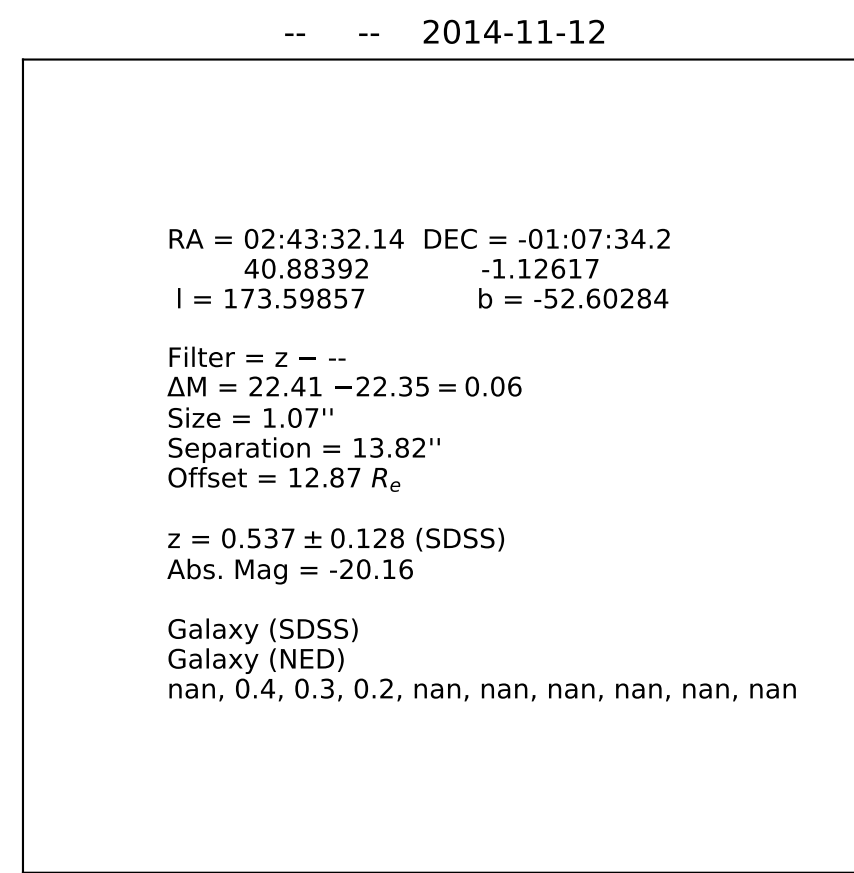 -- -- 2014-11-12
RA = 02:43:32.14 DEC = -01:07:34.2
40.88392 -1.12617
l = 173.59857 b = -52.60284
Filter = z − --
ΔM = 22.41 −22.35 = 0.06
Size = 1.07''
Separation = 13.82''
Offset = 12.87 Rₑ
z = 0.537 ± 0.128 (SDSS)
Abs. Mag = -20.16
Galaxy (SDSS)
Galaxy (NED)
nan, 0.4, 0.3, 0.2, nan, nan, nan, nan, nan, nan